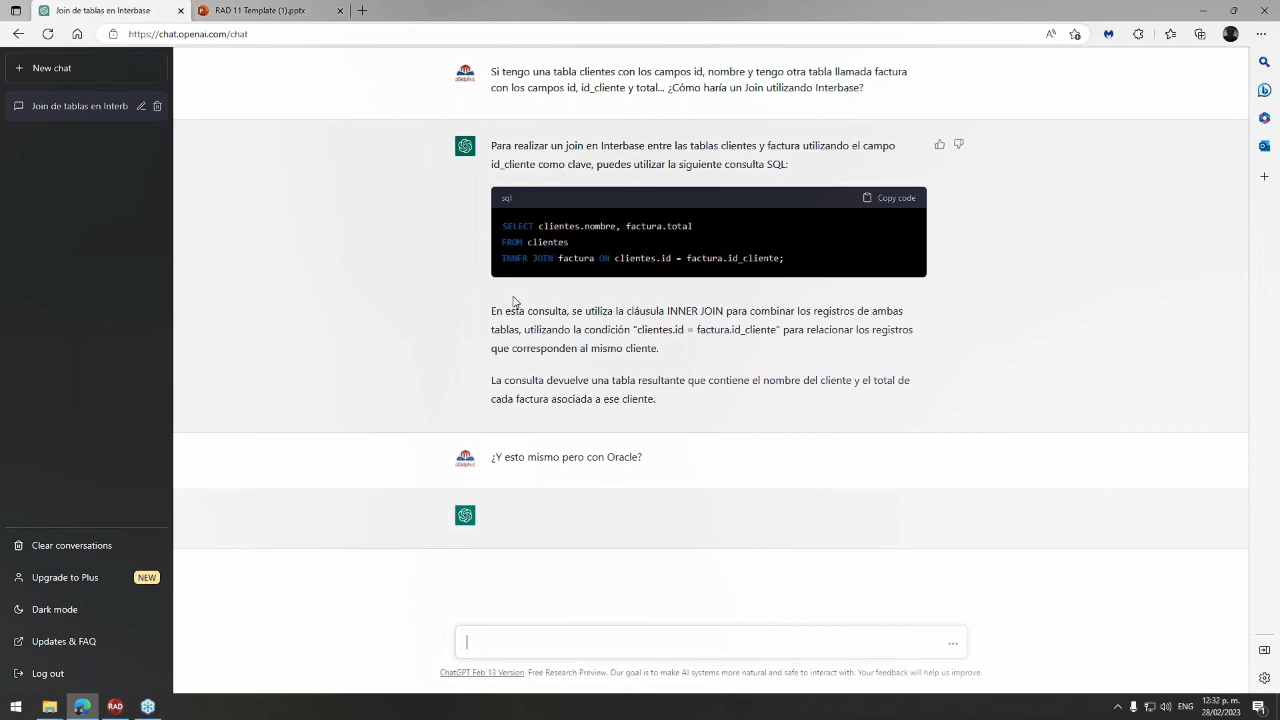 Join de tablas en Interbase
RAD 11 Template (1).pptx
https://chat.openai.com/chat
New chat
Join de tablas en Interb
Si tengo una tabla clientes con los campos id, nombre y tengo otra tabla llamada factura
con los campos id, id_cliente y total... ¿Cómo haría un Join utilizando Interbase?
Para realizar un join en Interbase entre las tablas clientes y factura utilizando el campo
id_cliente como clave, puedes utilizar la siguiente consulta SQL:
sql
Copy code
SELECT clientes.nombre, factura.total
FROM clientes
INNER JOIN factura ON clientes.id = factura.id_cliente;
En esta consulta, se utiliza la cláusula INNER JOIN para combinar los registros de ambas
tablas, utilizando la condición "clientes.id = factura.id_cliente" para relacionar los registros
que corresponden al mismo cliente.
La consulta devuelve una tabla resultante que contiene el nombre del cliente y el total de
cada factura asociada a ese cliente.
¿Y esto mismo pero con Oracle?
Clear conversations
Upgrade to Plus
NEW
Dark mode
Updates & FAQ
Log out
ChatGPT Feb 13 Version. Free Research Preview. Our goal is to make AI systems more natural and safe to interact with. Your feedback will help us improve.
RAD
ENG
12:32 p. m.
28/02/2023